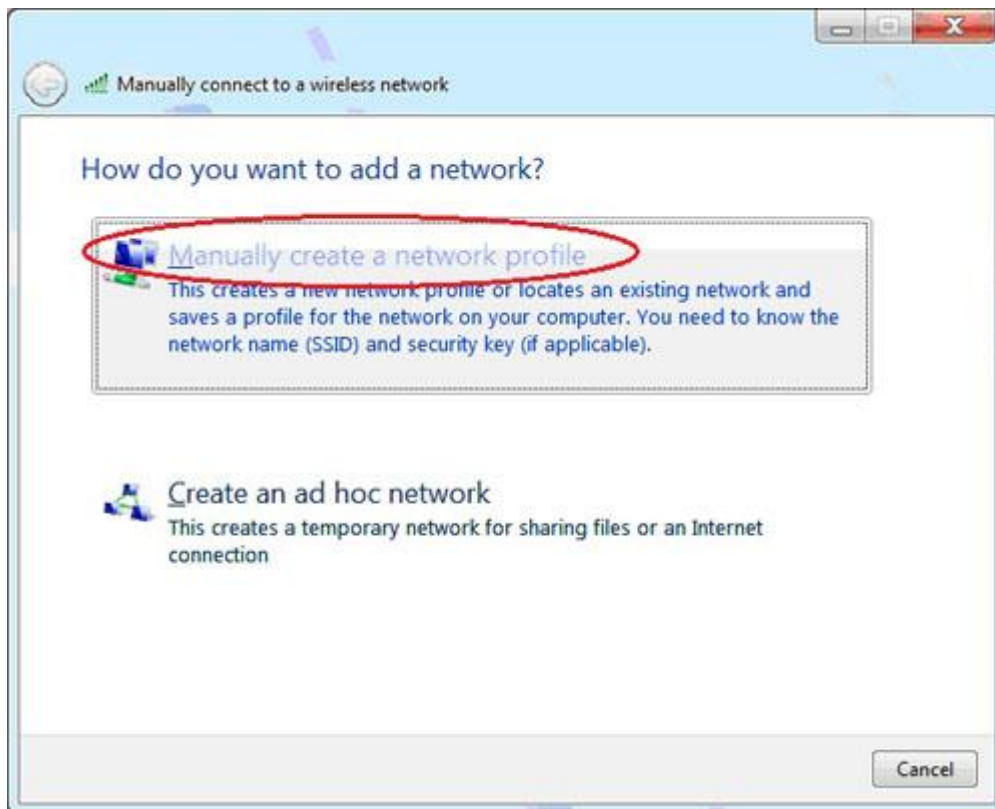 Manually connect to a wireless network
How do you want to add a network?
Manually create a network profile
This creates a new network profile or locates an existing network and
saves a profile for the network on your computer. You need to know the
network name (SSID) and security key (if applicable).
Create an ad hoc network
This creates a temporary network for sharing files or an Internet
connection
Cancel